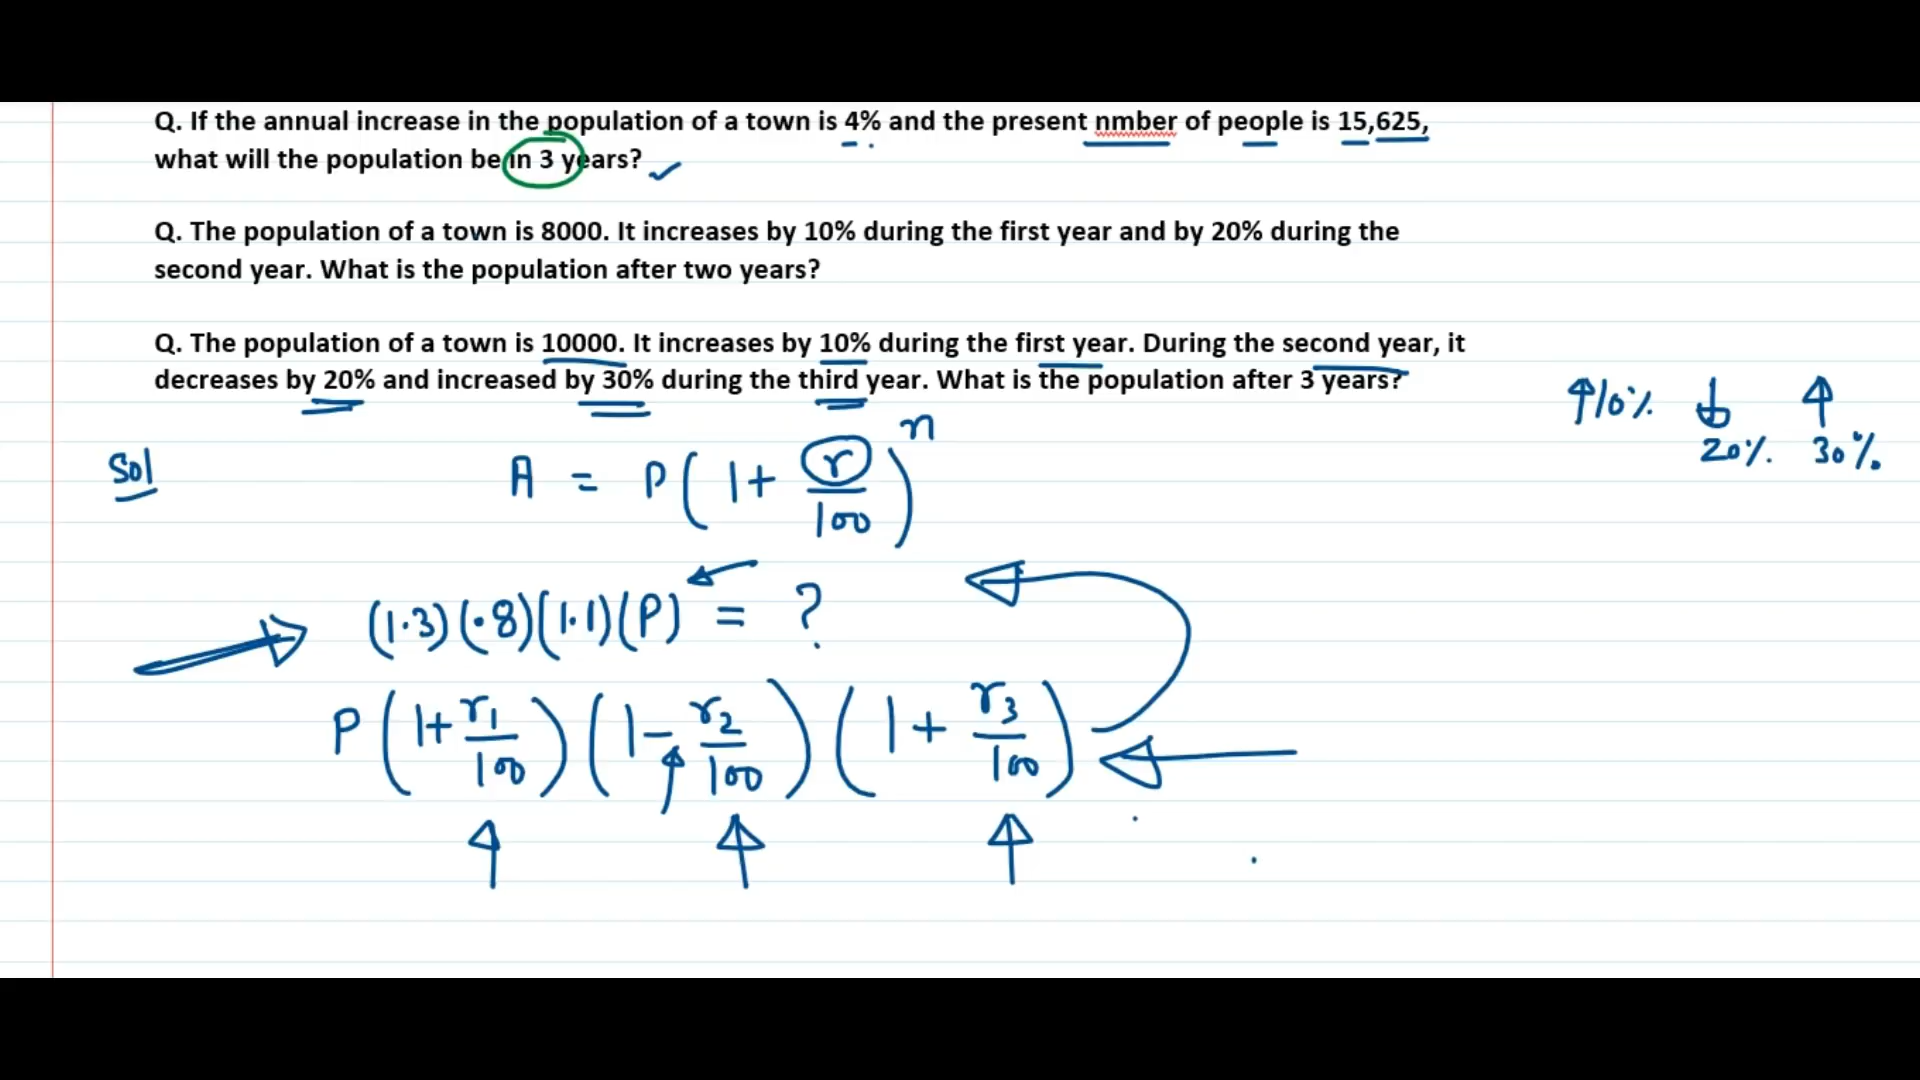 Q. If the annual increase in the population of a town is 4% and the present nmber of people is 15,625,
what will the population be in 3 years?
Q. The population of a town is 8000. It increases by 10% during the first year and by 20% during the
second year. What is the population after two years?
Q. The population of a town is 10000. It increases by 10% during the first year. During the second year, it
decreases by 20% and increased by 30% during the third year. What is the population after 3 years?
↑10% ↓ ↑
20% 30%
Sol
A = P(1+ r/100)^n
(1.3)(.8)(1.1)(P) = ?
P(1+ r1/100)(1- r2/100)(1+ r3/100)